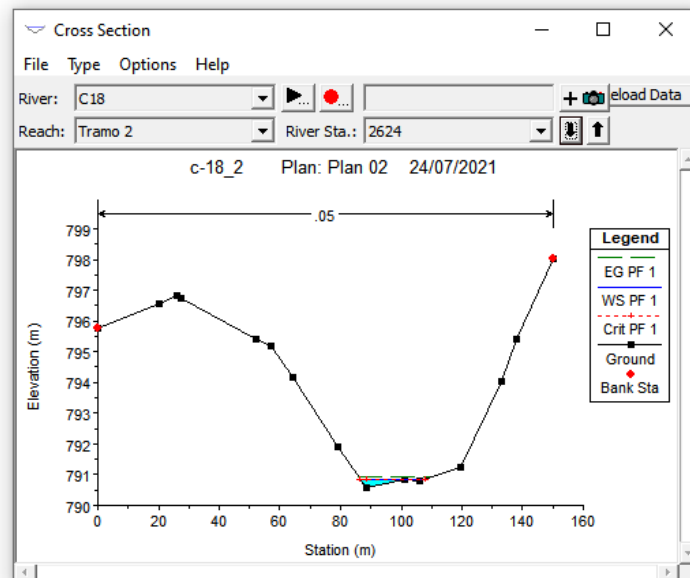 Cross Section
File Type Options Help
River: C18 eload Data
Reach: Tramo 2 River Sta.: 2624
c-18_2 Plan: Plan 02 24/07/2021
.05
799
798
797
796
795
794
793
792
791
790
Elevation (m)
0 20 40 60 80 100 120 140 160
Station (m)
Legend
EG PF 1
WS PF 1
Crit PF 1
Ground
Bank Sta